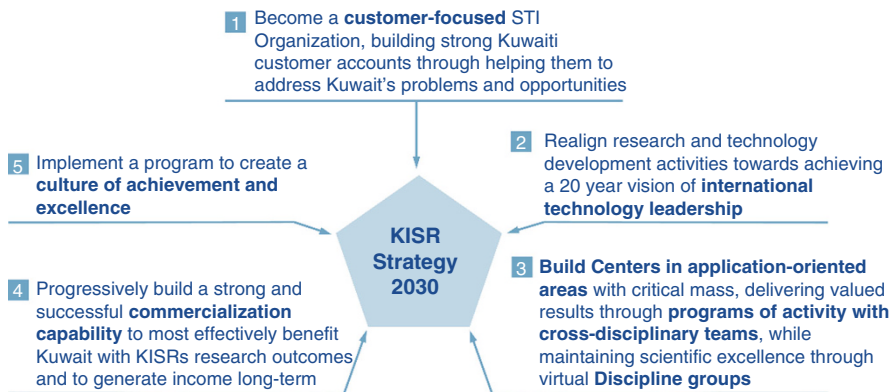 1 Become a customer-focused STI
Organization, building strong Kuwaiti
customer accounts through helping them to
address Kuwait's problems and opportunities
2 Realign research and technology
development activities towards achieving
a 20 year vision of international
technology leadership
3 Build Centers in application-oriented
areas with critical mass, delivering valued
results through programs of activity with
cross-disciplinary teams, while
maintaining scientific excellence through
virtual Discipline groups
4 Progressively build a strong and
successful commercialization
capability to most effectively benefit
Kuwait with KISRs research outcomes
and to generate income long-term
5 Implement a program to create a
culture of achievement and
excellence
KISR
Strategy
2030